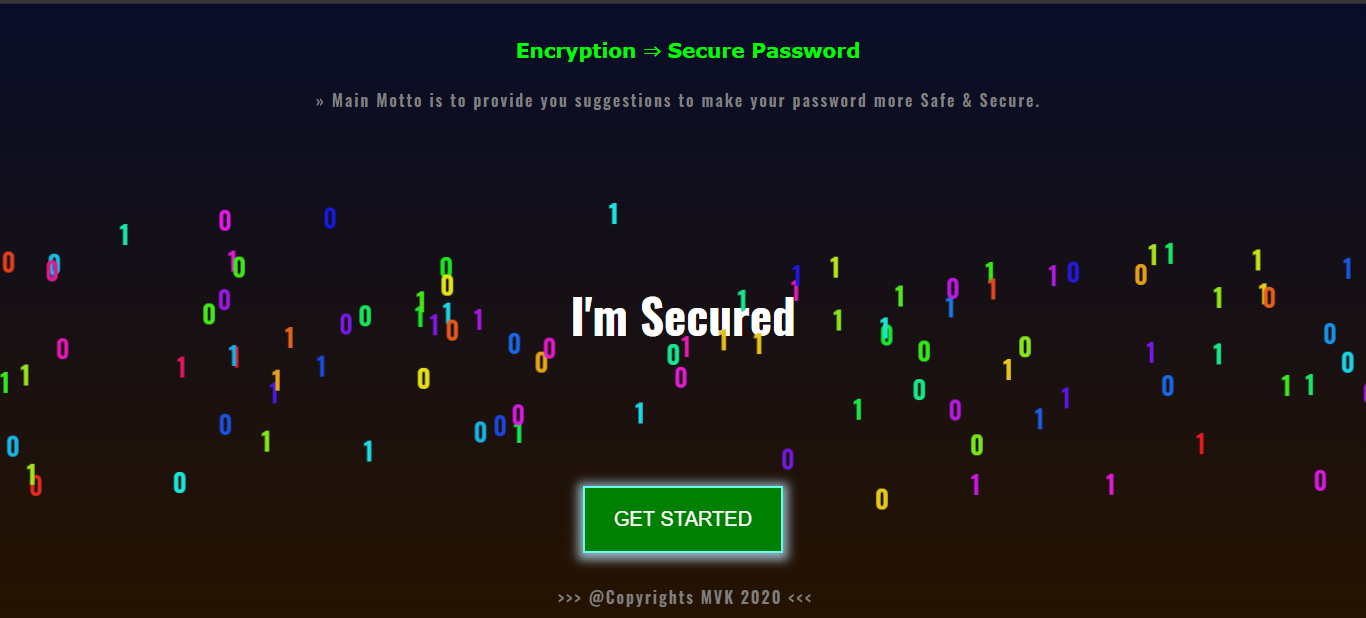 Encryption ⇒ Secure Password
» Main Motto is to provide you suggestions to make your password more Safe & Secure.
I'm Secured
GET STARTED
>>> @Copyrights MVK 2020 <<<